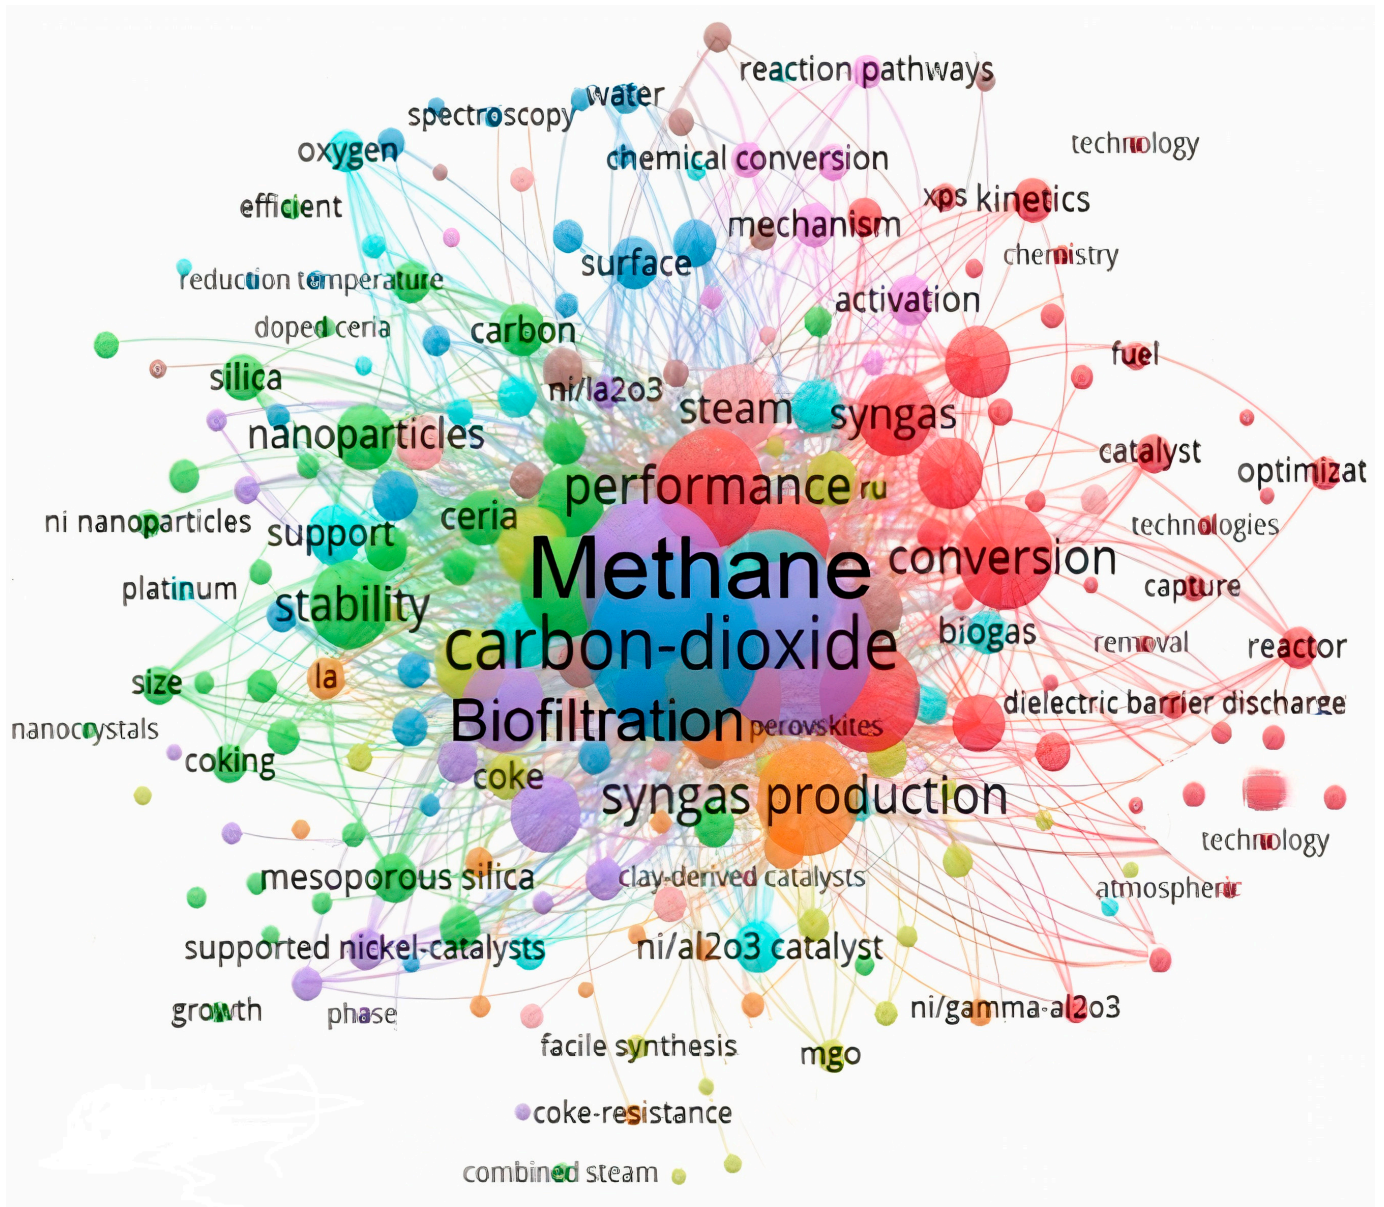 reaction pathways
water
spectroscopy
technology
oxygen
chemical conversion
xps
kinetics
efficient
mechanism
chemistry
surface
reduction temperature
activation
doped ceria
carbon
fuel
silica
ni/la2o3
steam
syngas
nanoparticles
catalyst
optimizat
performance
ru
ni nanoparticles
ceria
technologies
support
Methane
conversion
platinum
capture
stability
biogas
carbon-dioxide
removal
reactor
size
la
dielectric barrier discharge
nanocrystals
Biofiltration
perovskites
coking
coke
syngas production
technology
mesoporous silica
clay-derived catalysts
atmospheric
supported nickel-catalysts
ni/al2o3 catalyst
growth
phase
ni/gamma-al2o3
facile synthesis
mgo
coke-resistance
combined steam